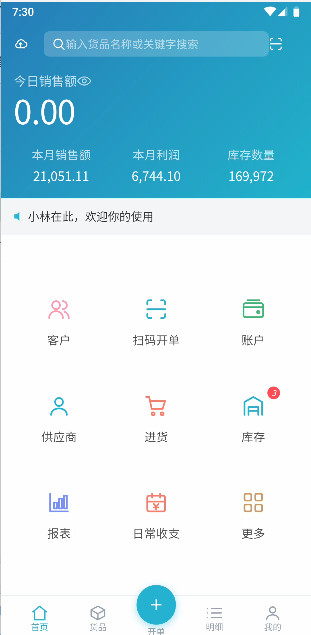 7:30
输入货品名称或关键字搜索
今日销售额
0.00
本月销售额 本月利润 库存数量
21,051.11 6,744.10 169,972
小林在此，欢迎你的使用
客户 扫码开单 账户
3
供应商 进货 库存
报表 日常收支 更多
首页 货品 开单 明细 我的